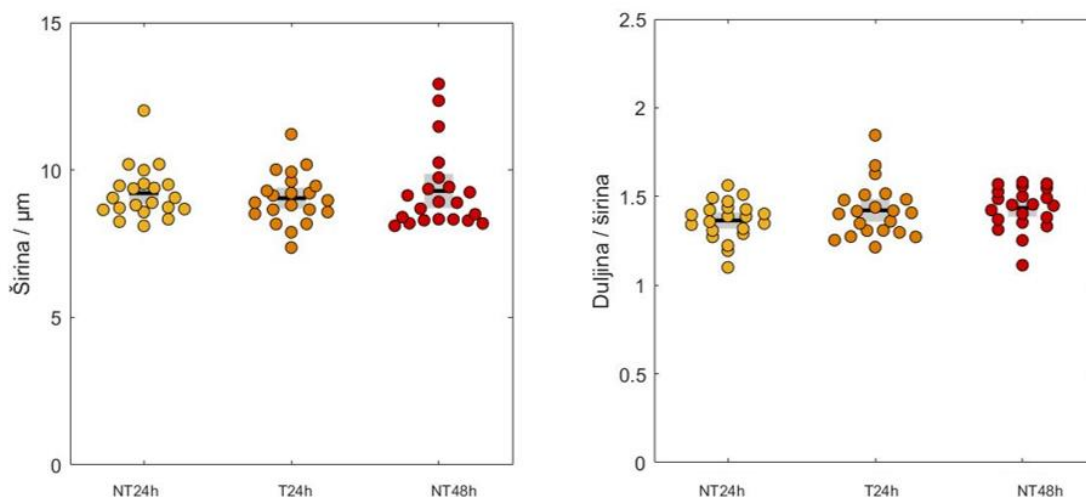 15
10
5
0
Širina / µm
NT24h
T24h
NT48h
2.5
2
1.5
1
0.5
0
Duljina / širina
NT24h
T24h
NT48h